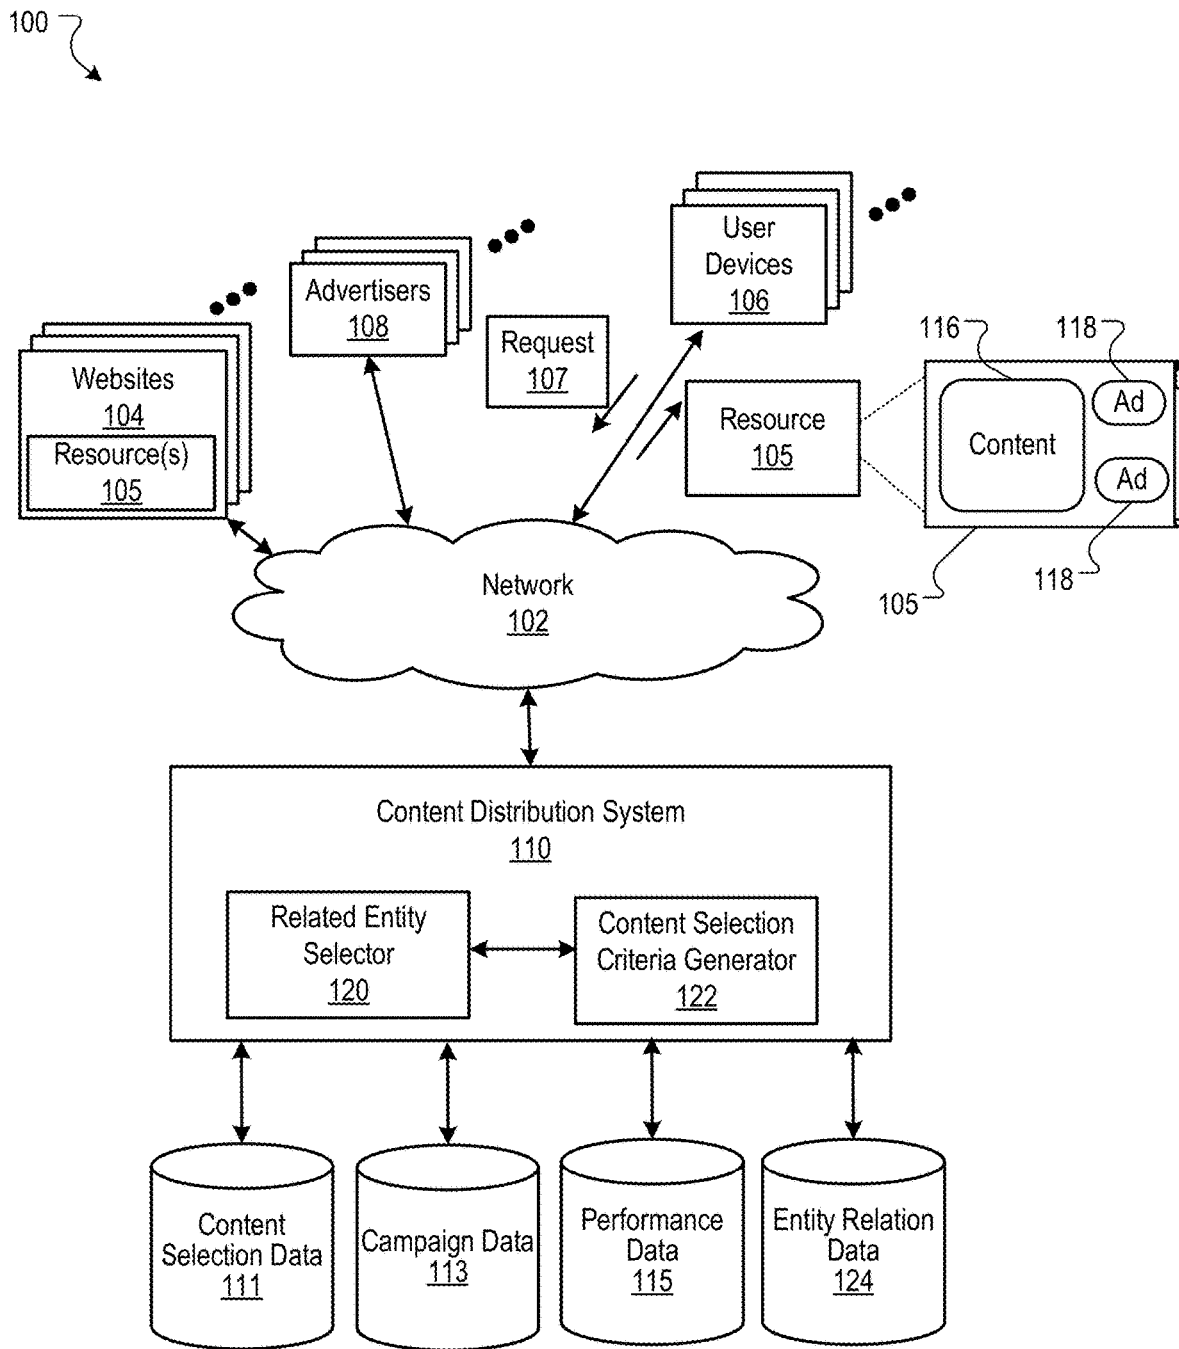 100
User
Devices
106
Advertisers
108
Request
107
116
118
Websites
104
Resource(s)
105
Resource
105
Content
Ad
Ad
118
105
Network
102
Content Distribution System
110
Related Entity
Selector
120
Content Selection
Criteria Generator
122
Content
Selection Data
111
Campaign Data
113
Performance
Data
115
Entity Relation
Data
124